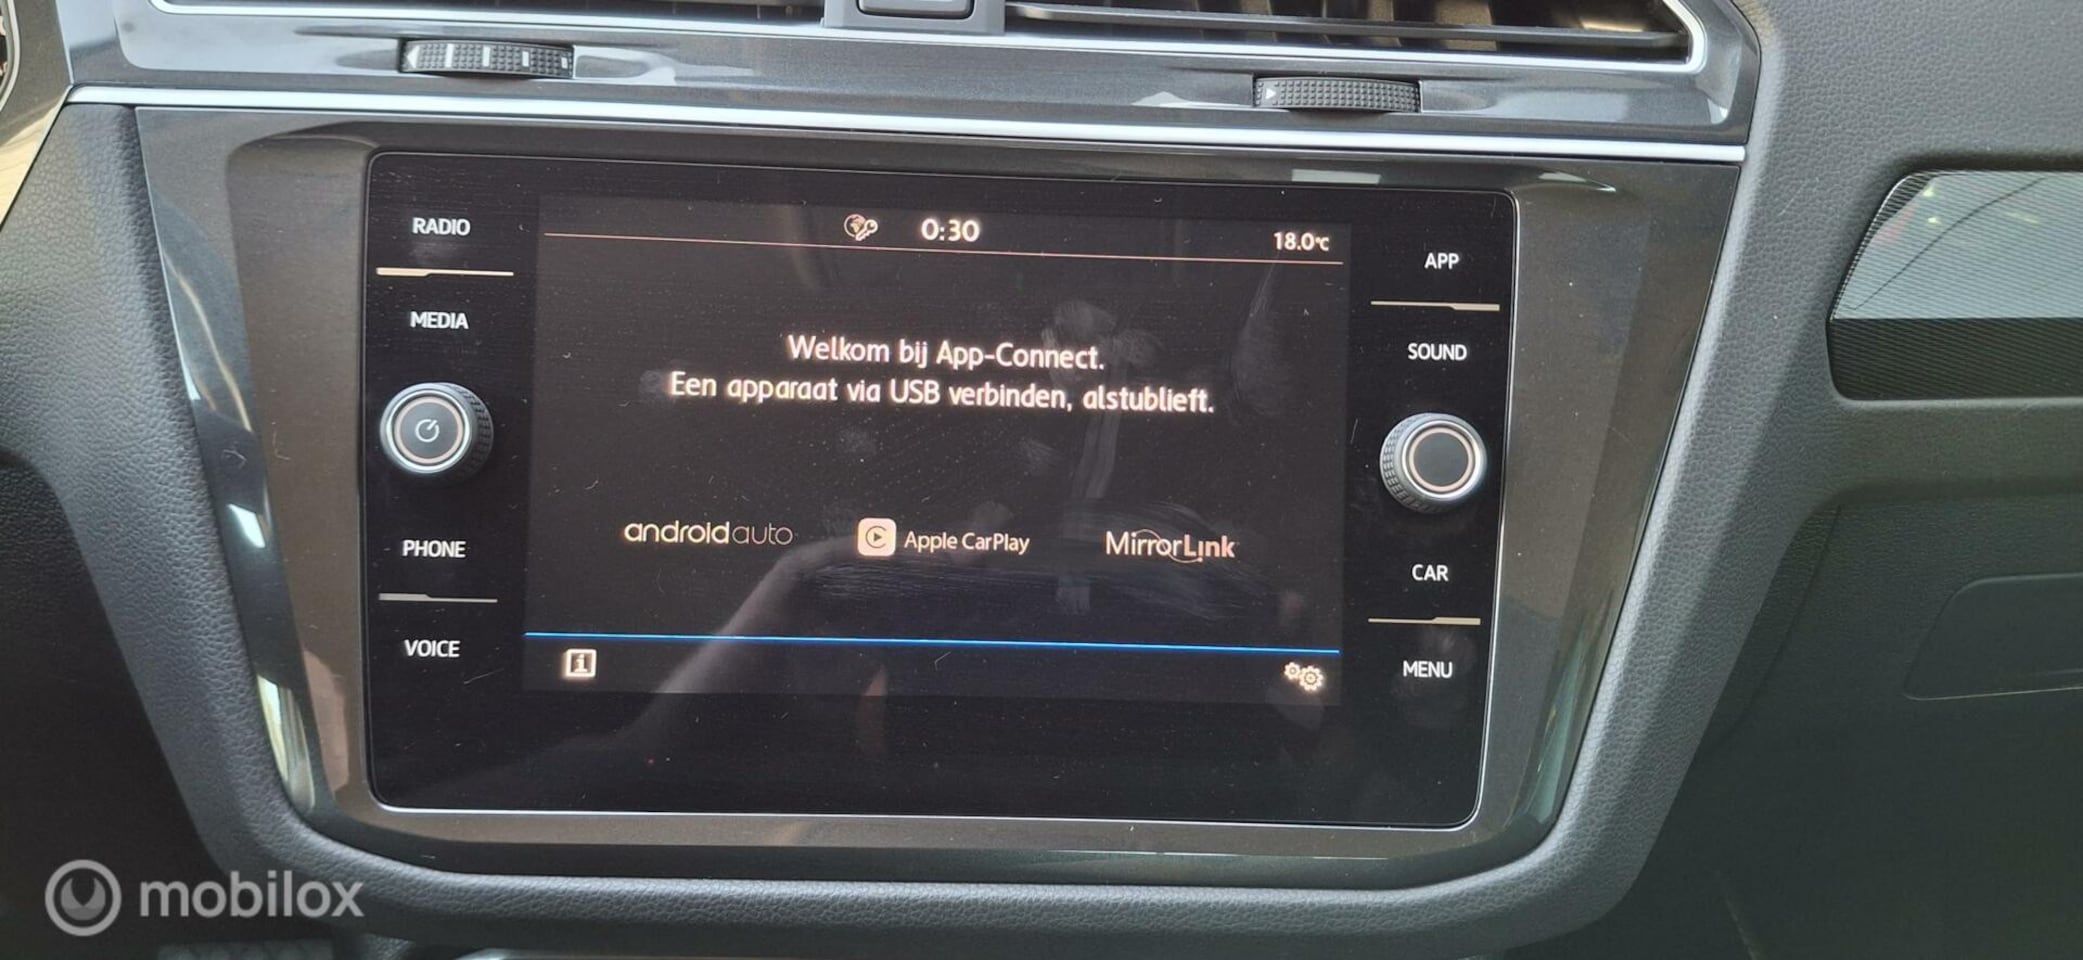 RADIO
MEDIA
PHONE
VOICE
0:30
18.0°C
Welkom bij App-Connect.
Een apparaat via USB verbinden, alstublieft.
androidauto
Apple CarPlay
MirrorLink
APP
SOUND
CAR
MENU
mobilox